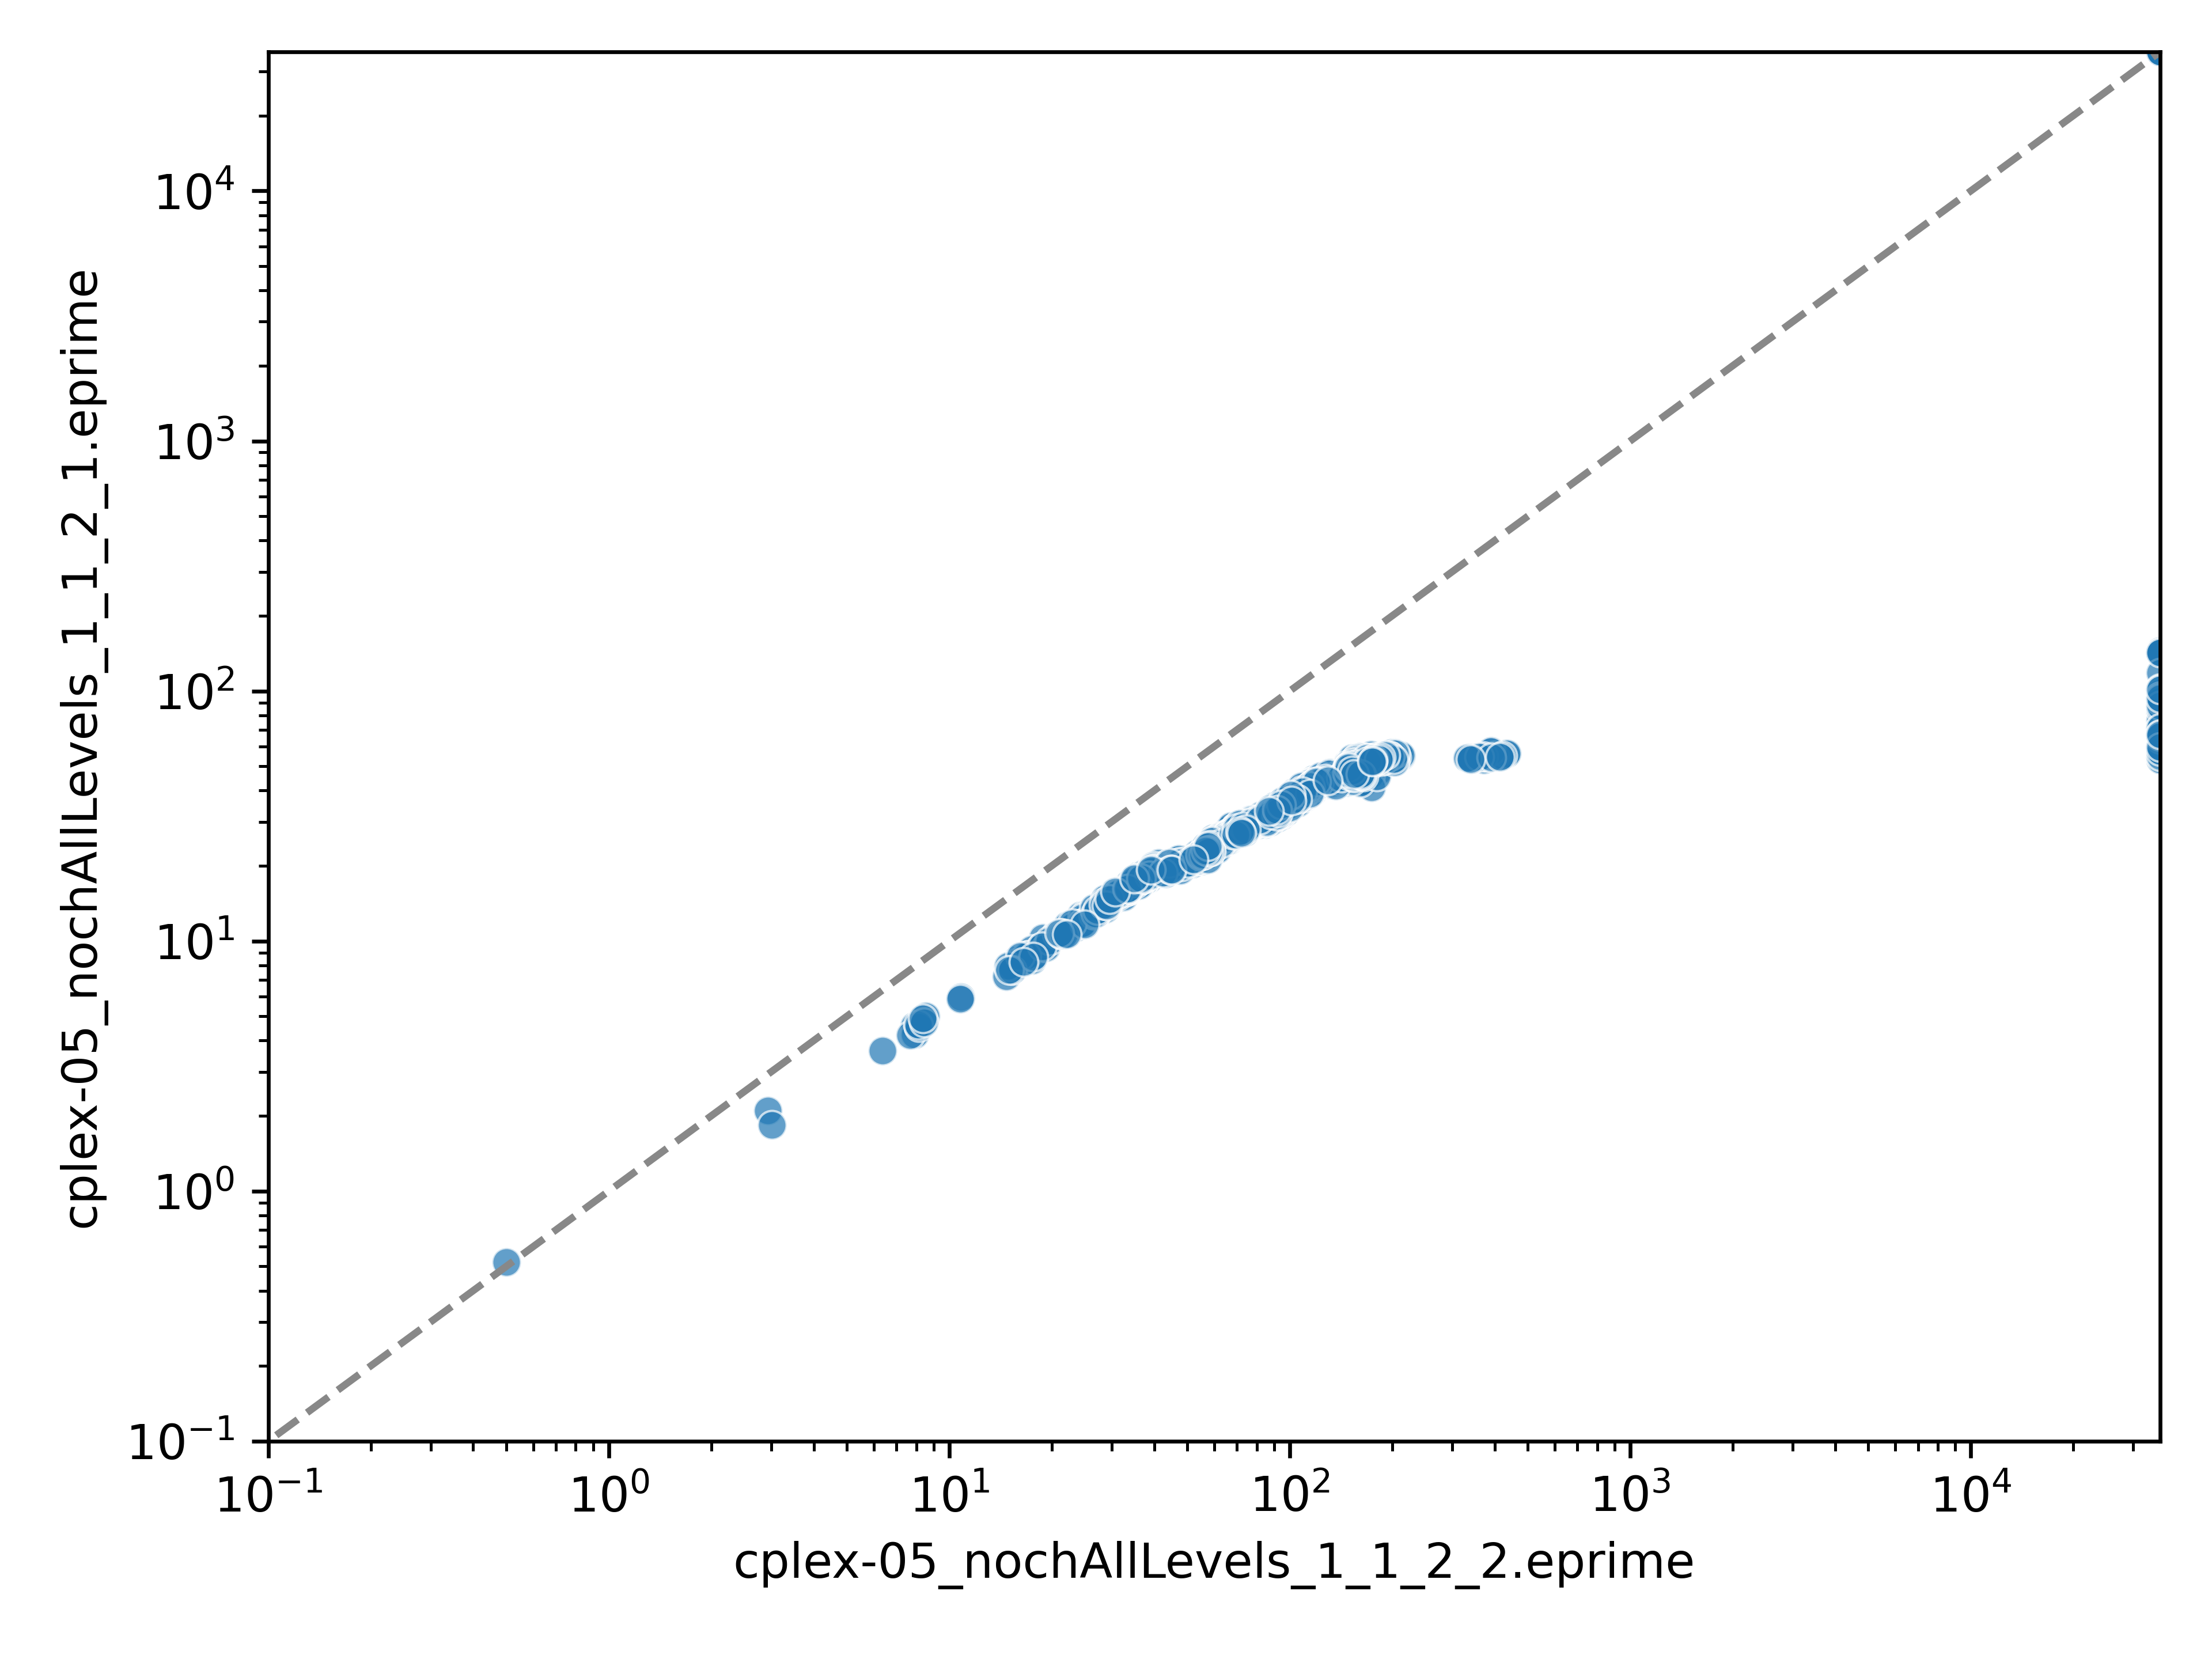 cplex-05_nochAllLevels_1_1_2_1.eprime
10⁴
10³
10²
10¹
10⁰
10⁻¹
10⁻¹ 10⁰ 10¹ 10² 10³ 10⁴
cplex-05_nochAllLevels_1_1_2_2.eprime